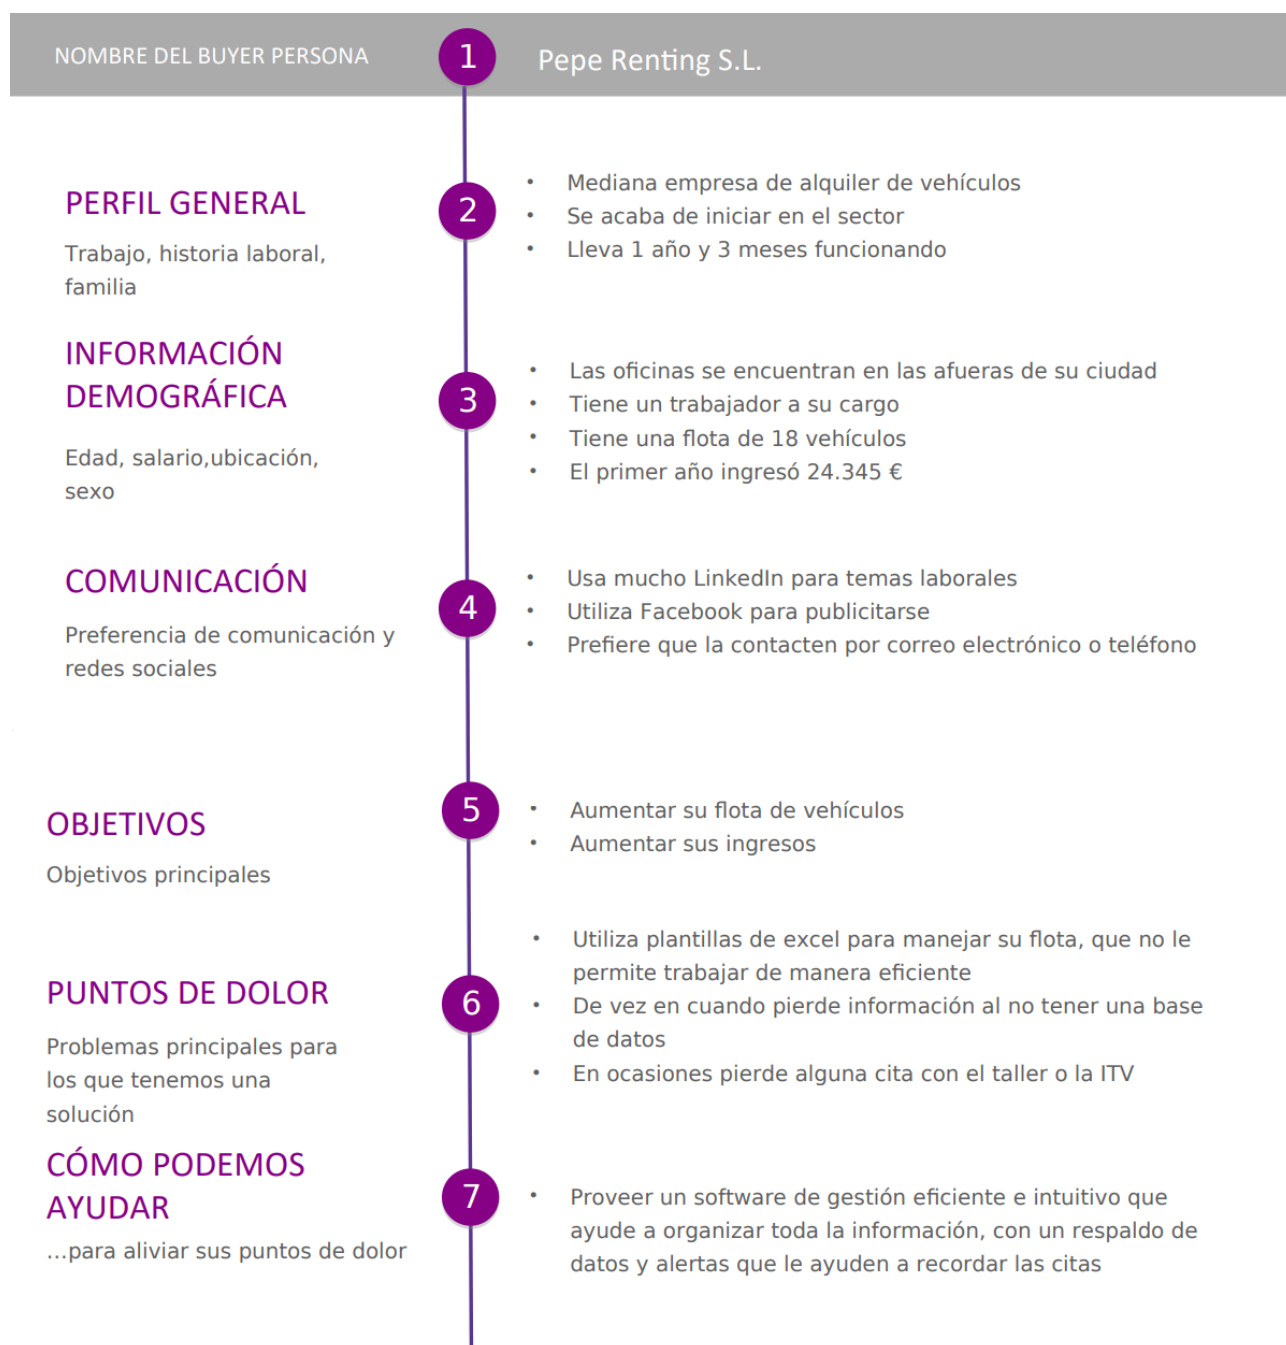 NOMBRE DEL BUYER PERSONA
1
Pepe Renting S.L.
PERFIL GENERAL
Trabajo, historia laboral,
familia
2
• Mediana empresa de alquiler de vehículos
• Se acaba de iniciar en el sector
• Lleva 1 año y 3 meses funcionando
INFORMACIÓN
DEMOGRÁFICA
Edad, salario,ubicación,
sexo
3
• Las oficinas se encuentran en las afueras de su ciudad
• Tiene un trabajador a su cargo
• Tiene una flota de 18 vehículos
• El primer año ingresó 24.345 €
COMUNICACIÓN
Preferencia de comunicación y
redes sociales
4
• Usa mucho LinkedIn para temas laborales
• Utiliza Facebook para publicitarse
• Prefiere que la contacten por correo electrónico o teléfono
OBJETIVOS
Objetivos principales
5
• Aumentar su flota de vehículos
• Aumentar sus ingresos
PUNTOS DE DOLOR
Problemas principales para
los que tenemos una
solución
6
• Utiliza plantillas de excel para manejar su flota, que no le
permite trabajar de manera eficiente
• De vez en cuando pierde información al no tener una base
de datos
• En ocasiones pierde alguna cita con el taller o la ITV
CÓMO PODEMOS
AYUDAR
...para aliviar sus puntos de dolor
7
• Proveer un software de gestión eficiente e intuitivo que
ayude a organizar toda la información, con un respaldo de
datos y alertas que le ayuden a recordar las citas